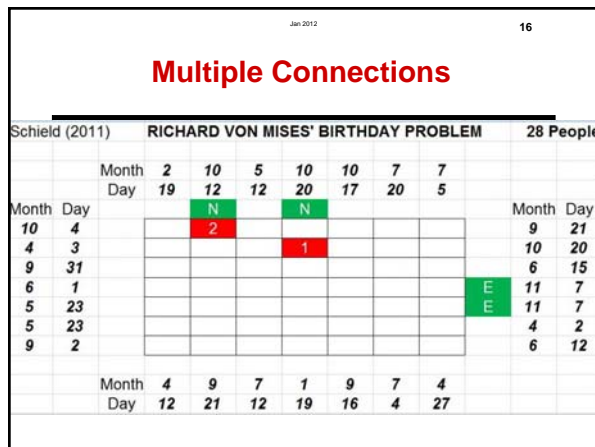 Jan 2012 16
Multiple Connections
Schield (2011) RICHARD VON MISES' BIRTHDAY PROBLEM 28 People
Month 2 10 5 10 10 7 7
Day 19 12 12 20 17 20 5
Month Day N N Month Day
10 4 2 9 21
4 3 1 10 20
9 31 6 15
6 1 E 11 7
5 23 E 11 7
5 23 4 2
9 2 6 12
Month 4 9 7 1 9 7 4
Day 12 21 12 19 16 4 27